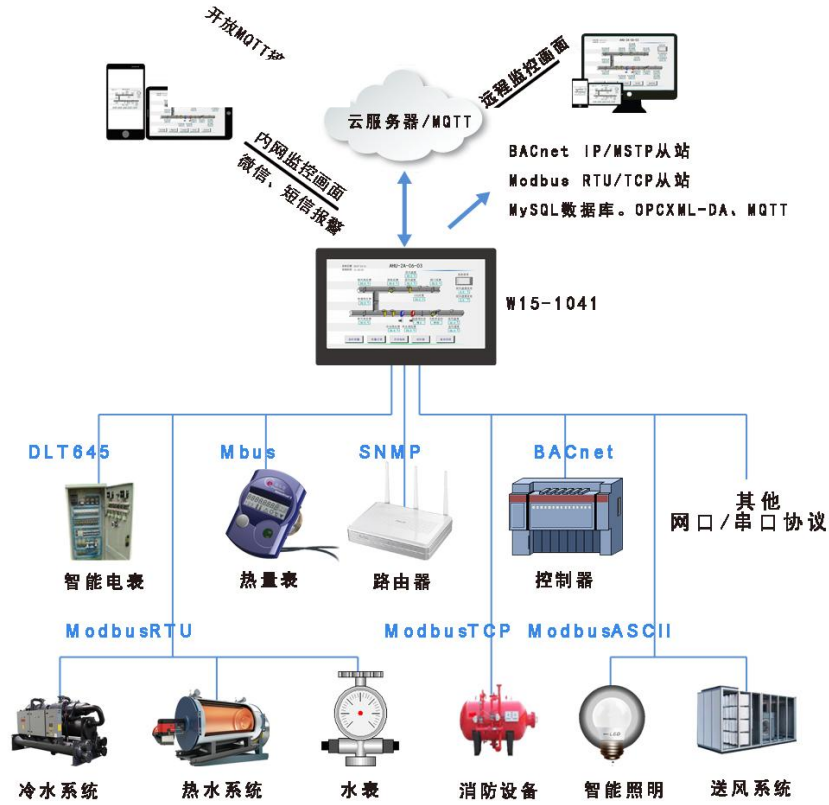 开放MQTT接
远程监控画面
云服务器/MQTT
内网监控画面
微信、短信报警
BACnet IP/MSTP从站
Modbus RTU/TCP从站
MySQL数据库。OPCXML-DA、MQTT
AHU-2A-06-03
W15-1041
DLT645
Mbus
SNMP
BACnet
其他
网口/串口协议
智能电表
热量表
路由器
控制器
ModbusRTU
ModbusTCP
ModbusASCII
冷水系统
热水系统
水表
消防设备
智能照明
送风系统